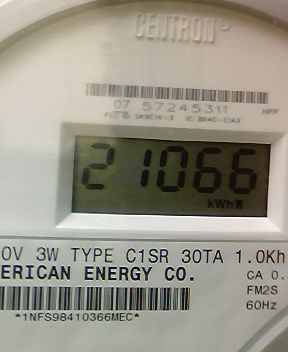 CENTRON
07 57245311
HPP
21066
kWh
0V 3W TYPE C1SR 30TA 1.0Kh
ERICAN ENERGY CO.
CA 0.
FM2S
60Hz
*1NFS98410366MEC*